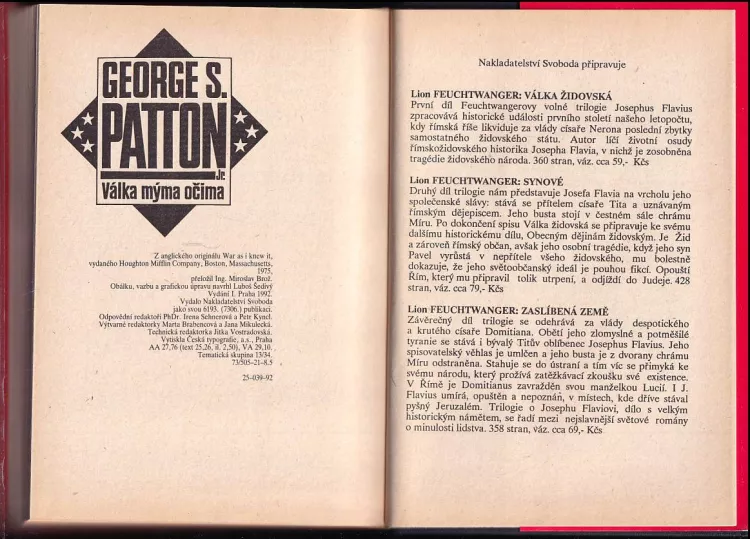 GEORGE S.
PATTON
Jr.
Válka mýma očima
Z anglického originálu War as i knew it,
vydaného Houghton Mifflin Company, Boston, Massachusetts,
1975,
přeložil Ing. Miroslav Brož.
Obálku, vazbu a grafickou úpravu navrhl Luboš Šedivý
Vydání I. Praha 1992.
Vydalo Nakladatelství Svoboda
jako svou 6193. (7306.) publikaci.
Odpovědní redaktoři PhDr. Irena Sehnerová a Petr Kyncl.
Výtvarné redaktorky Marta Brabencová a Jana Mikulecká.
Technická redaktorka Jitka Vostradovská.
Vytiskla Česká typografie, a.s., Praha
AA 27,76 (text 25,26, il. 2,50), VA 29,10.
Tematická skupina 13/34.
73/505-21-8.5
25-039-92
Nakladatelství Svoboda připravuje
Lion FEUCHTWANGER: VÁLKA ŽIDOVSKÁ
První díl Feuchtwangerovy volné trilogie Josephus Flavius
zpracovává historické události prvního století našeho letopočtu,
kdy římská říše likviduje za vlády císaře Nerona poslední zbytky
samostatného židovského státu. Autor líčí životní osudy
římskožidovského historika Josepha Flavia, v nichž je zosobněna
tragédie židovského národa. 360 stran, váz. cca 59,- Kčs
Lion FEUCHTWANGER: SYNOVÉ
Druhý díl trilogie nám představuje Josefa Flavia na vrcholu jeho
společenské slávy: stává se přítelem císaře Tita a uznávaným
římským dějepiscem. Jeho busta stojí v čestném sále chrámu
Míru. Po dokončení spisu Válka židovská se připravuje ke svému
dalšímu historickému dílu, Obecným dějinám židovským. Je Žid
a zároveň římský občan, avšak jeho osobní tragédie, když jeho syn
Pavel vyrůstá v nepřítele všeho židovského, mu bolestně
dokazuje, že jeho světoobčanský ideál je pouhou fikcí. Opouští
Řím, který mu připravil tolik utrpení, a odjíždí do Judeje. 428
stran, váz. cca 79,- Kčs
Lion FEUCHTWANGER: ZASLÍBENÁ ZEMĚ
Závěrečný díl trilogie se odehrává za vlády despotického
a krutého císaře Domitiana. Obětí jeho zlomyslné a potměšilé
tyranie se stává i bývalý Titův oblíbenec Josephus Flavius. Jeho
spisovatelský věhlas je umlčen a jeho busta je z dvorany chrámu
Míru odstraněna. Stahuje se do ústraní a tím víc se přimyká ke
svému národu, který prožívá zatěžkávací zkoušku své existence.
V Římě je Domitianus zavražděn svou manželkou Lucií. I J.
Flavius umírá, opuštěn a nepoznán, v místech, kde dříve stával
pyšný Jeruzalém. Trilogie o Josephu Flaviovi, dílo s velkým
historickým námětem, se řadí mezi nejslavnější světové romány
o minulosti lidstva. 358 stran, váz. cca 69,- Kčs